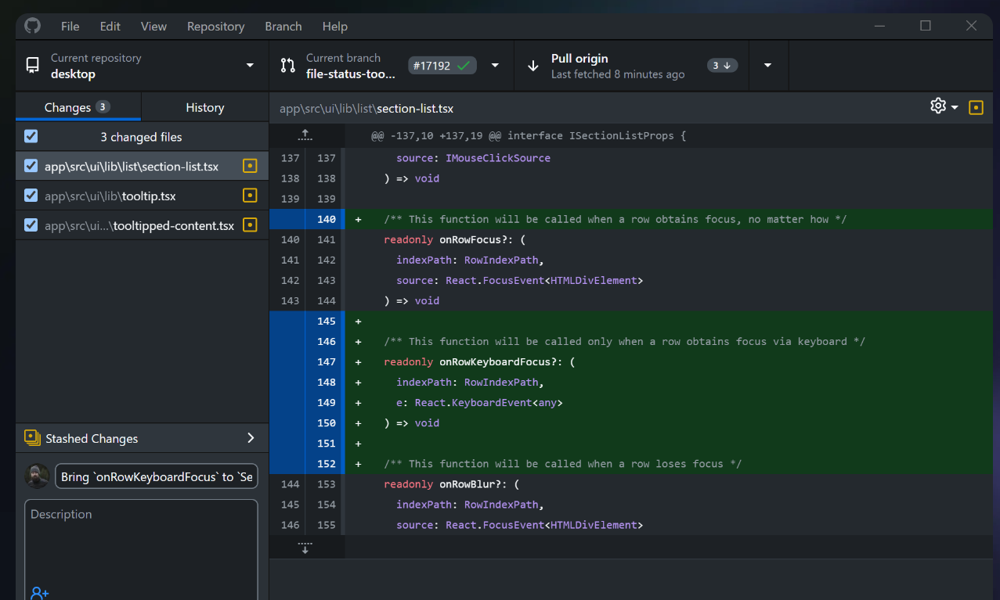 File Edit View Repository Branch Help
Current repository
desktop
Current branch
file-status-too...
#17192
Pull origin
Last fetched 8 minutes ago
3
Changes 3
History
3 changed files
app\src\ui\lib\list\section-list.tsx
app\src\ui\lib\tooltip.tsx
app\src\ui...\tooltipped-content.tsx
Stashed Changes
Bring `onRowKeyboardFocus` to `Se
Description
app\src\ui\lib\list\section-list.tsx
@@ -137,10 +137,19 @@ interface ISectionListProps {
137 137 source: IMouseClickSource
138 138 ) => void
139 139
140 + /** This function will be called when a row obtains focus, no matter how */
140 141 readonly onRowFocus?: (
141 142 indexPath: RowIndexPath,
142 143 source: React.FocusEvent<HTMLDivElement>
143 144 ) => void
145 +
146 + /** This function will be called only when a row obtains focus via keyboard */
147 + readonly onRowKeyboardFocus?: (
148 + indexPath: RowIndexPath,
149 + e: React.KeyboardEvent<any>
150 + ) => void
151 +
152 + /** This function will be called when a row loses focus */
144 153 readonly onRowBlur?: (
145 154 indexPath: RowIndexPath,
146 155 source: React.FocusEvent<HTMLDivElement>